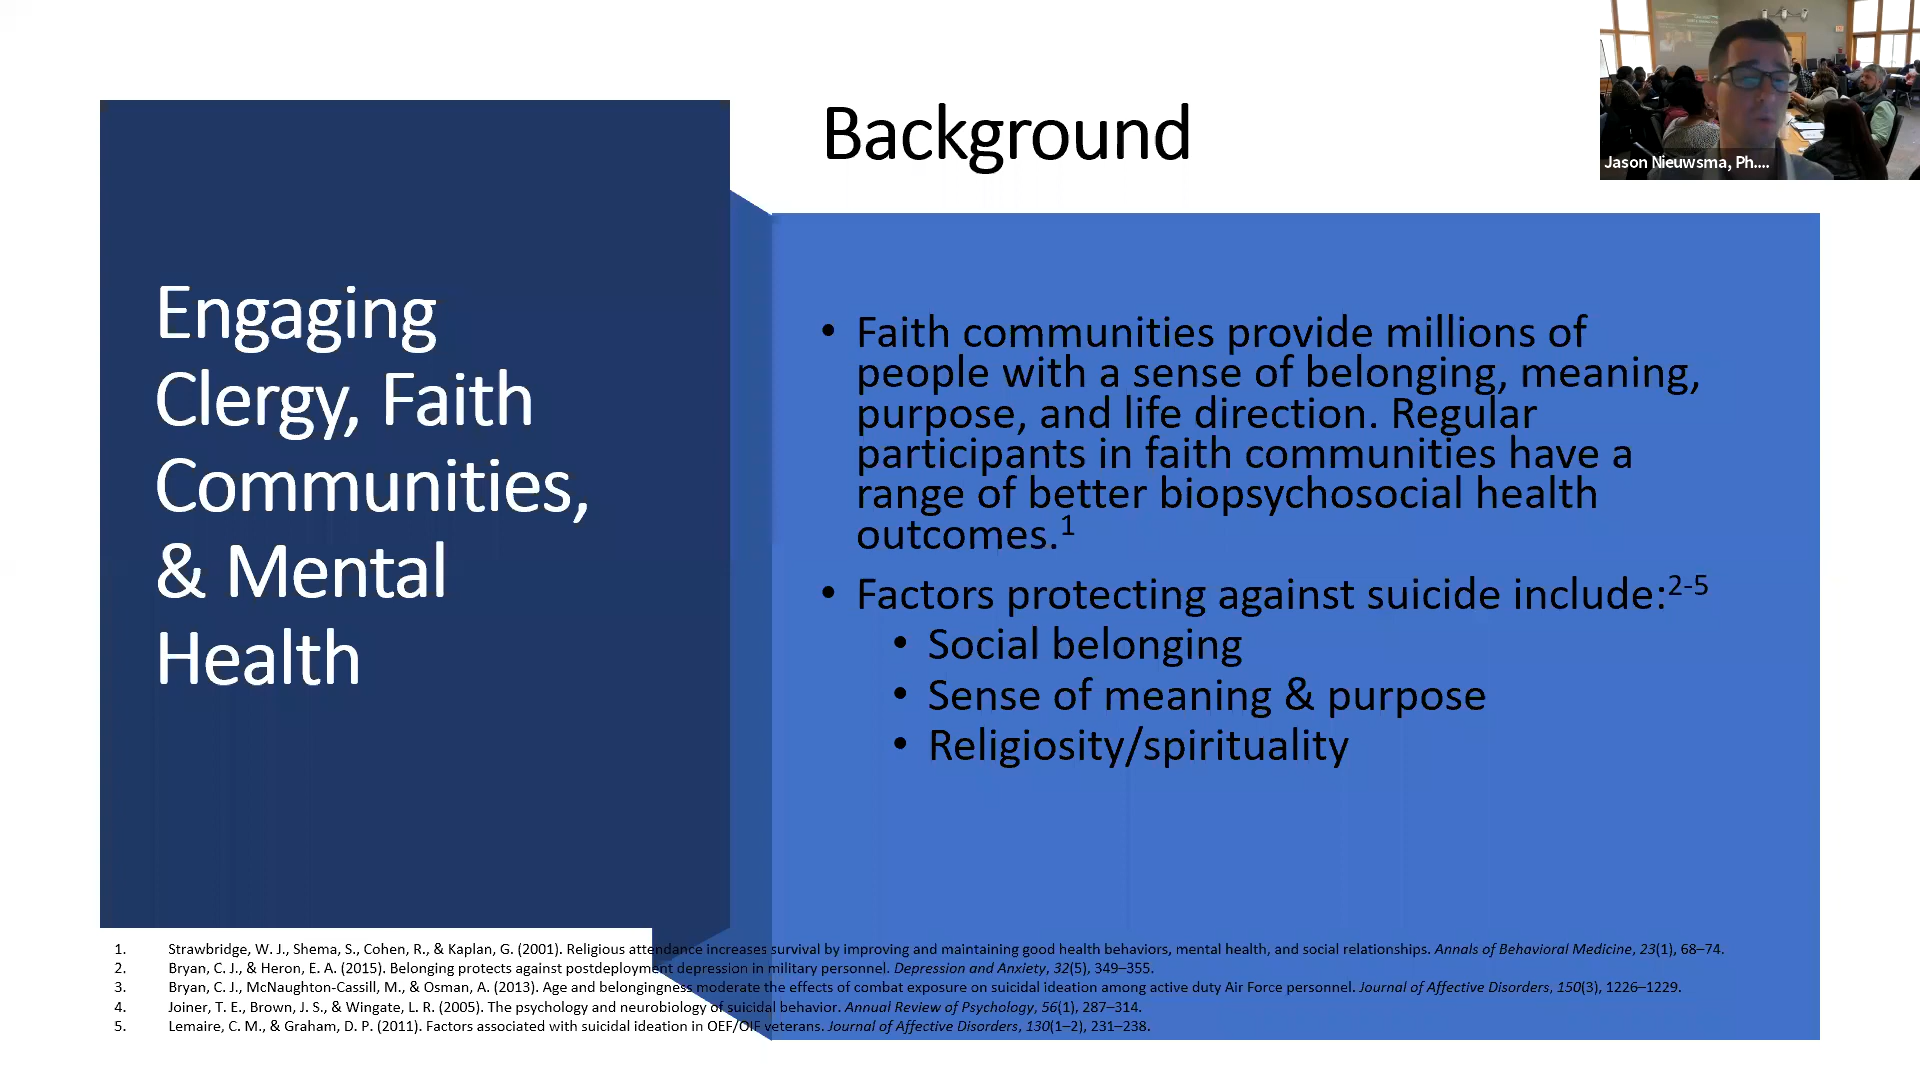 Background
Jason Nieuwsma, Ph....
Engaging
Clergy, Faith
Communities,
& Mental
Health
• Faith communities provide millions of
people with a sense of belonging, meaning,
purpose, and life direction. Regular
participants in faith communities have a
range of better biopsychosocial health
outcomes.1
• Factors protecting against suicide include:2-5
• Social belonging
• Sense of meaning & purpose
• Religiosity/spirituality
1. Strawbridge, W. J., Shema, S., Cohen, R., & Kaplan, G. (2001). Religious attendance increases survival by improving and maintaining good health behaviors, mental health, and social relationships. Annals of Behavioral Medicine, 23(1), 68–74.
2. Bryan, C. J., & Heron, E. A. (2015). Belonging protects against postdeployment depression in military personnel. Depression and Anxiety, 32(5), 349–355.
3. Bryan, C. J., McNaughton-Cassill, M., & Osman, A. (2013). Age and belongingness moderate the effects of combat exposure on suicidal ideation among active duty Air Force personnel. Journal of Affective Disorders, 150(3), 1226–1229.
4. Joiner, T. E., Brown, J. S., & Wingate, L. R. (2005). The psychology and neurobiology of suicidal behavior. Annual Review of Psychology, 56(1), 287–314.
5. Lemaire, C. M., & Graham, D. P. (2011). Factors associated with suicidal ideation in OEF/OIF veterans. Journal of Affective Disorders, 130(1–2), 231–238.